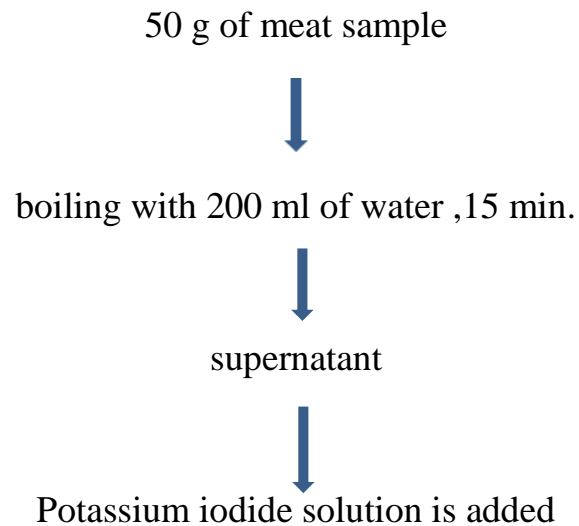 50 g of meat sample
boiling with 200 ml of water ,15 min.
supernatant
Potassium iodide solution is added